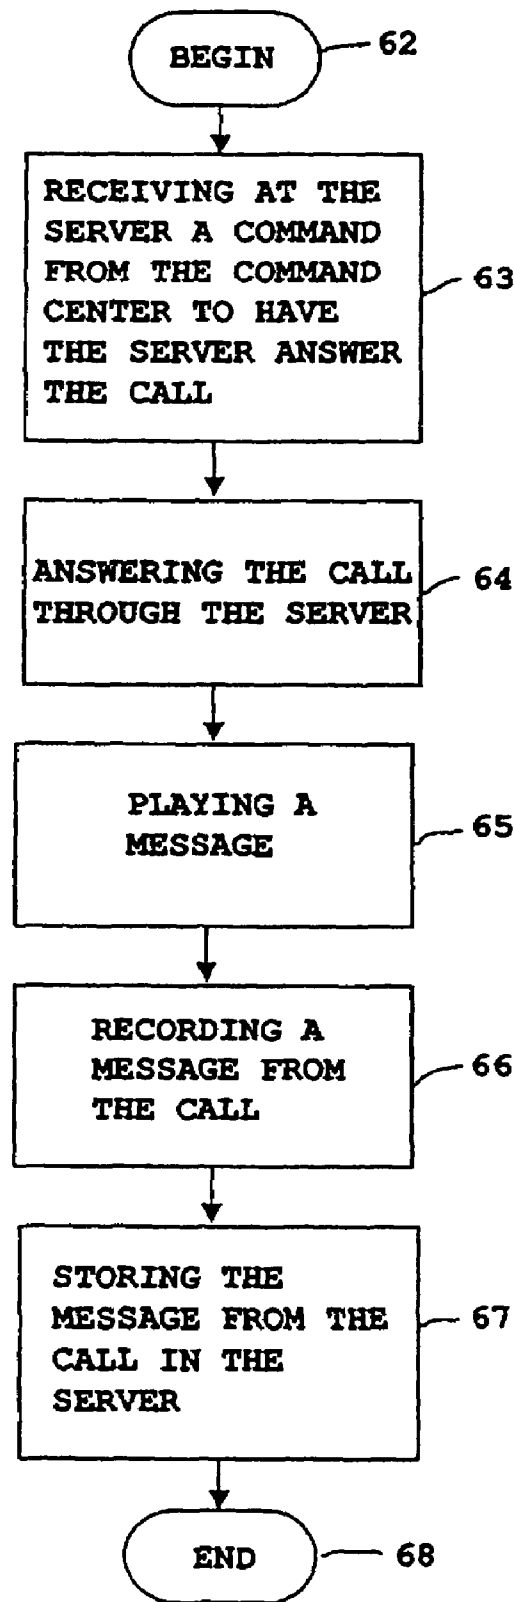 BEGIN
62
RECEIVING AT THE
SERVER A COMMAND
FROM THE COMMAND
CENTER TO HAVE
THE SERVER ANSWER
THE CALL
63
ANSWERING THE CALL
THROUGH THE SERVER
64
PLAYING A
MESSAGE
65
RECORDING A
MESSAGE FROM
THE CALL
66
STORING THE
MESSAGE FROM THE
CALL IN THE
SERVER
67
END
68